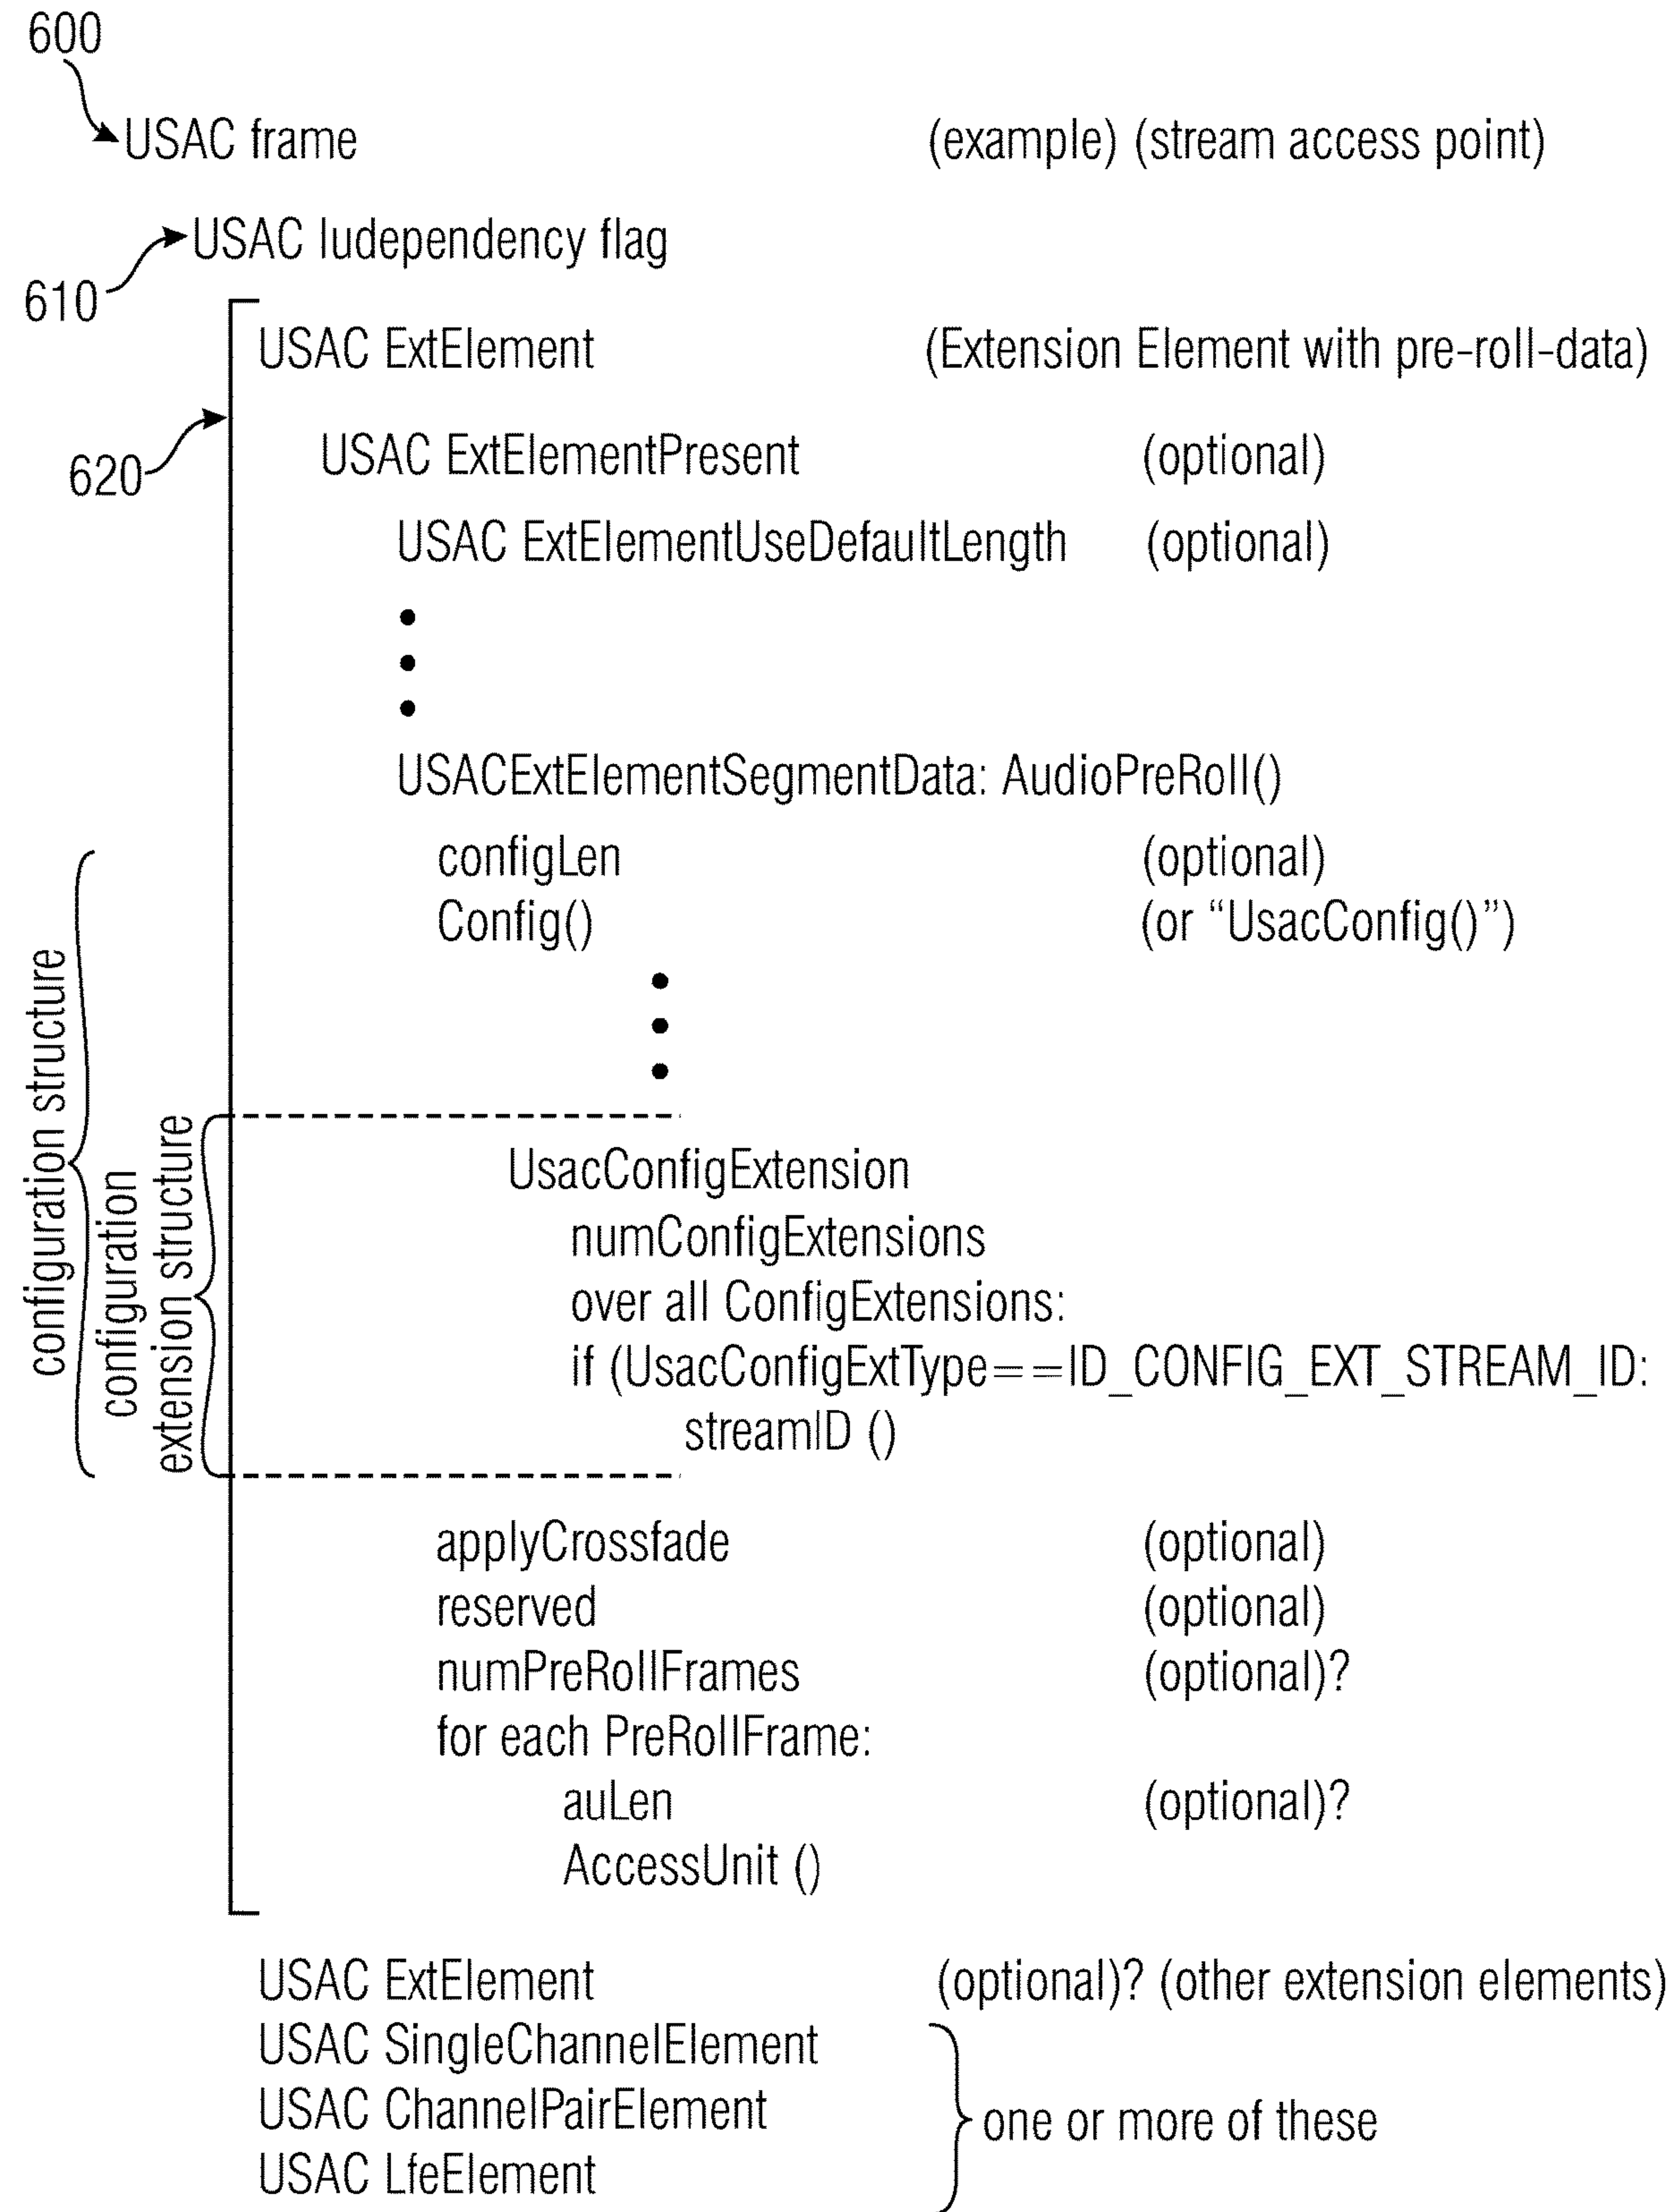 600
USAC frame (example) (stream access point)
USAC Iudependency flag
610
USAC ExtElement (Extension Element with pre-roll-data)
620
USAC ExtElementPresent (optional)
USAC ExtElementUseDefaultLength (optional)
USACExtElementSegmentData: AudioPreRoll()
configLen (optional)
Config() (or “UsacConfig()”)
configuration structure
configuration
extension structure
UsacConfigExtension
numConfigExtensions
over all ConfigExtensions:
if (UsacConfigExtType==ID_CONFIG_EXT_STREAM_ID:
streamID ()
applyCrossfade (optional)
reserved (optional)
numPreRollFrames (optional)?
for each PreRollFrame:
auLen (optional)?
AccessUnit ()
USAC ExtElement (optional)? (other extension elements)
USAC SingleChannelElement
USAC ChannelPairElement
one or more of these
USAC LfeElement